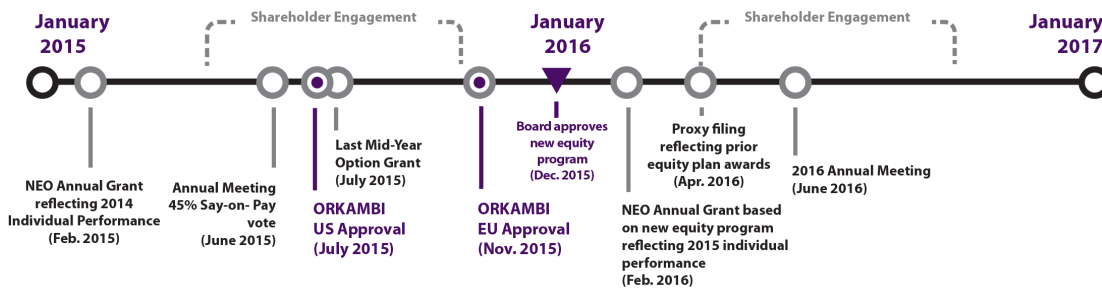 January
2015
Shareholder Engagement
January
2016
Shareholder Engagement
January
2017
NEO Annual Grant
reflecting 2014
Individual Performance
(Feb. 2015)
Annual Meeting
45% Say-on- Pay
vote
(June 2015)
ORKAMBI
US Approval
(July 2015)
Last Mid-Year
Option Grant
(July 2015)
ORKAMBI
EU Approval
(Nov. 2015)
Board approves
new equity
program
(Dec. 2015)
NEO Annual Grant based
on new equity program
reflecting 2015 individual
performance
(Feb. 2016)
Proxy filing
reflecting prior
equity plan awards
(Apr. 2016)
2016 Annual Meeting
(June 2016)